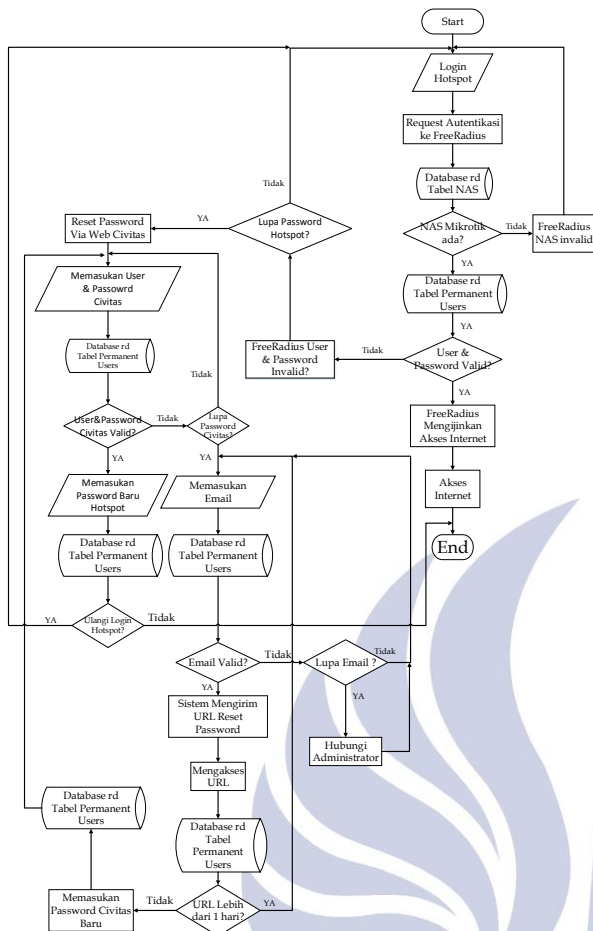 Start
Login
Hotspot
Request Autentikasi
ke FreeRadius
Database rd
Tabel NAS
NAS Mikrotik
ada?
Tidak
FreeRadius
NAS invalid
YA
Database rd
Tabel Permanent
Users
YA
User &
Password Valid?
Tidak
FreeRadius User
& Password
Invalid?
YA
FreeRadius
Mengijinkan
Akses Internet
Akses
Internet
End
Tidak
Lupa Password
Hotspot?
YA
Reset Password
Via Web Civitas
Memasukan User
& Passowrd
Civitas
Database rd
Tabel Permanent
Users
User&Password
Civitas Valid?
Tidak
Lupa
Password
Civitas?
Tidak
YA
Memasukan
Password Baru
Hotspot
Database rd
Tabel Permanent
Users
Ulangi Login
Hotspot?
YA
Tidak
YA
Memasukan
Email
Database rd
Tabel Permanent
Users
Email Valid?
Tidak
Lupa Email ?
Tidak
YA
Hubungi
Administrator
YA
Sistem Mengirim
URL Reset
Password
Mengakses
URL
Database rd
Tabel
Permanent
Users
URL Lebih
dari 1 hari?
YA
Tidak
Memasukan
Password Civitas
Baru
Database rd
Tabel Permanent
Users